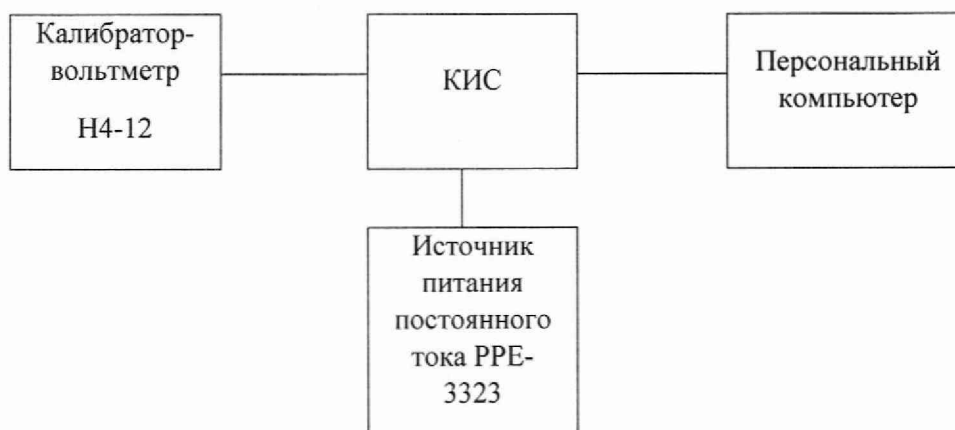 Калибратор-
вольтметр
Н4-12
КИС
Персональный
компьютер
Источник
питания
постоянного
тока PPE-
3323